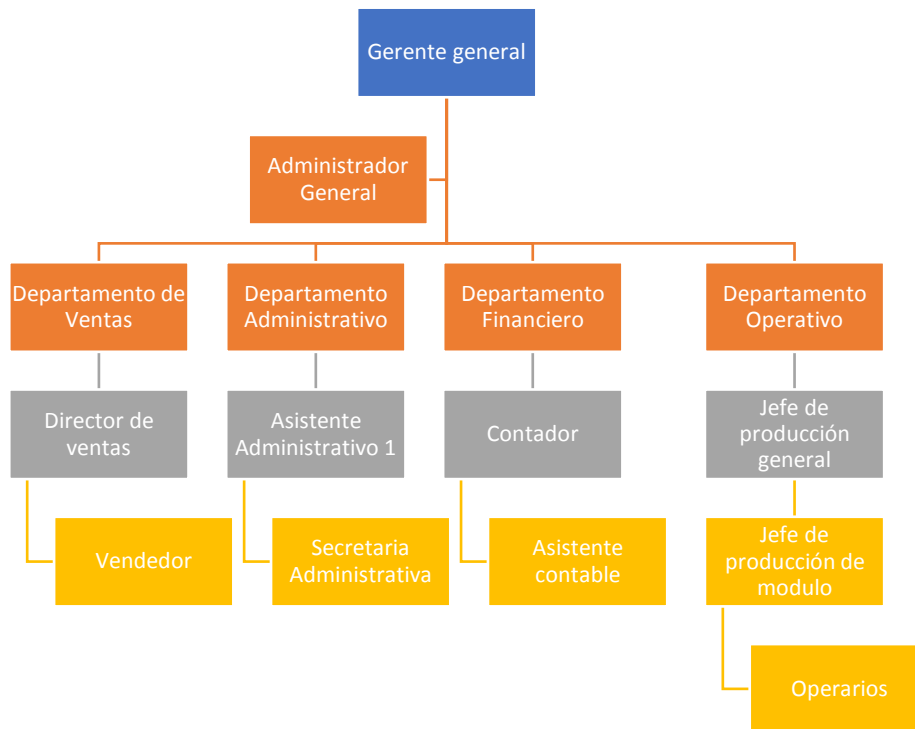 Gerente general
Administrador
General
Departamento de
Ventas
Departamento
Administrativo
Departamento
Financiero
Departamento
Operativo
Director de
ventas
Asistente
Administrativo 1
Contador
Jefe de
producción
general
Vendedor
Secretaria
Administrativa
Asistente
contable
Jefe de
producción de
modulo
Operarios